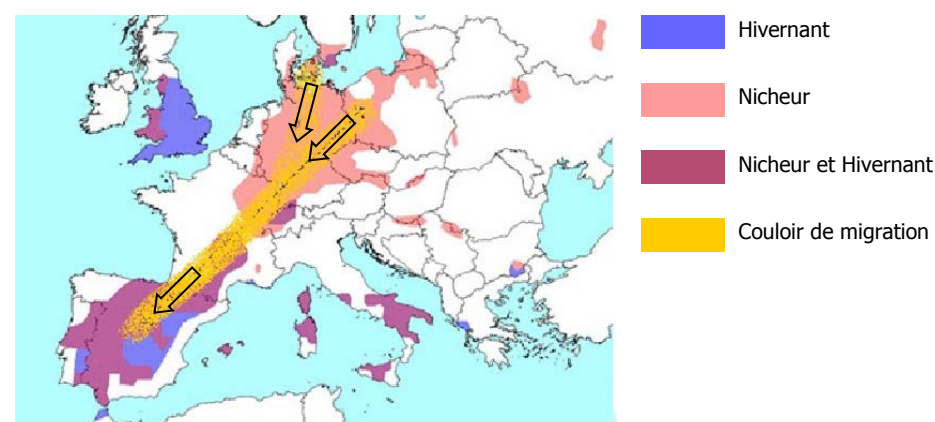 Hivernant
Nicheur
Nicheur et Hivernant
Couloir de migration